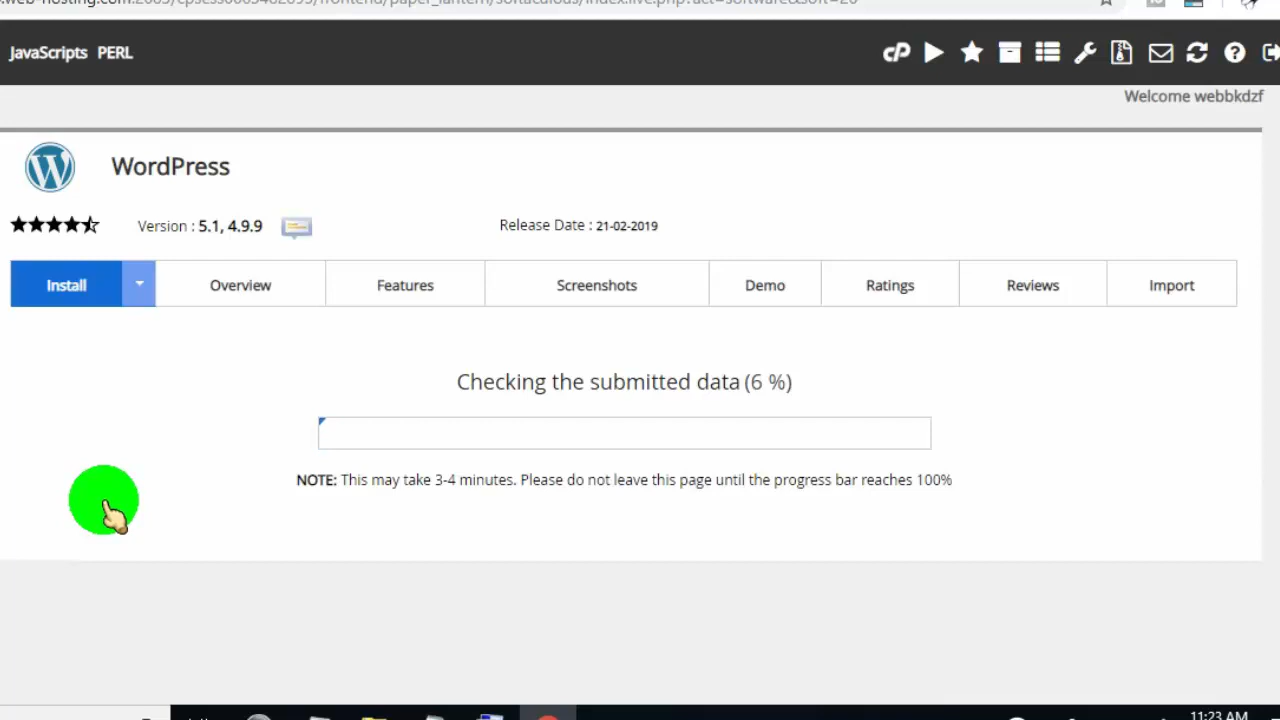 JavaScripts PERL
Welcome webbkdzf
WordPress
Version : 5.1, 4.9.9
Release Date : 21-02-2019
Install
Overview
Features
Screenshots
Demo
Ratings
Reviews
Import
Checking the submitted data (6 %)
NOTE: This may take 3-4 minutes. Please do not leave this page until the progress bar reaches 100%
11:23 AM